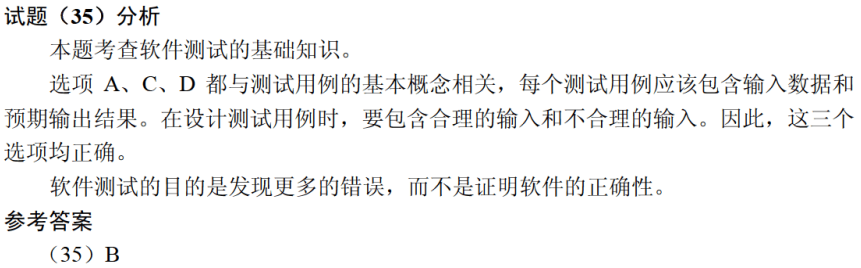 试题（35）分析
本题考查软件测试的基础知识。
选项 A、C、D 都与测试用例的基本概念相关，每个测试用例应该包含输入数据和
预期输出结果。在设计测试用例时，要包含合理的输入和不合理的输入。因此，这三个
选项均正确。
软件测试的目的是发现更多的错误，而不是证明软件的正确性。
参考答案
（35）B